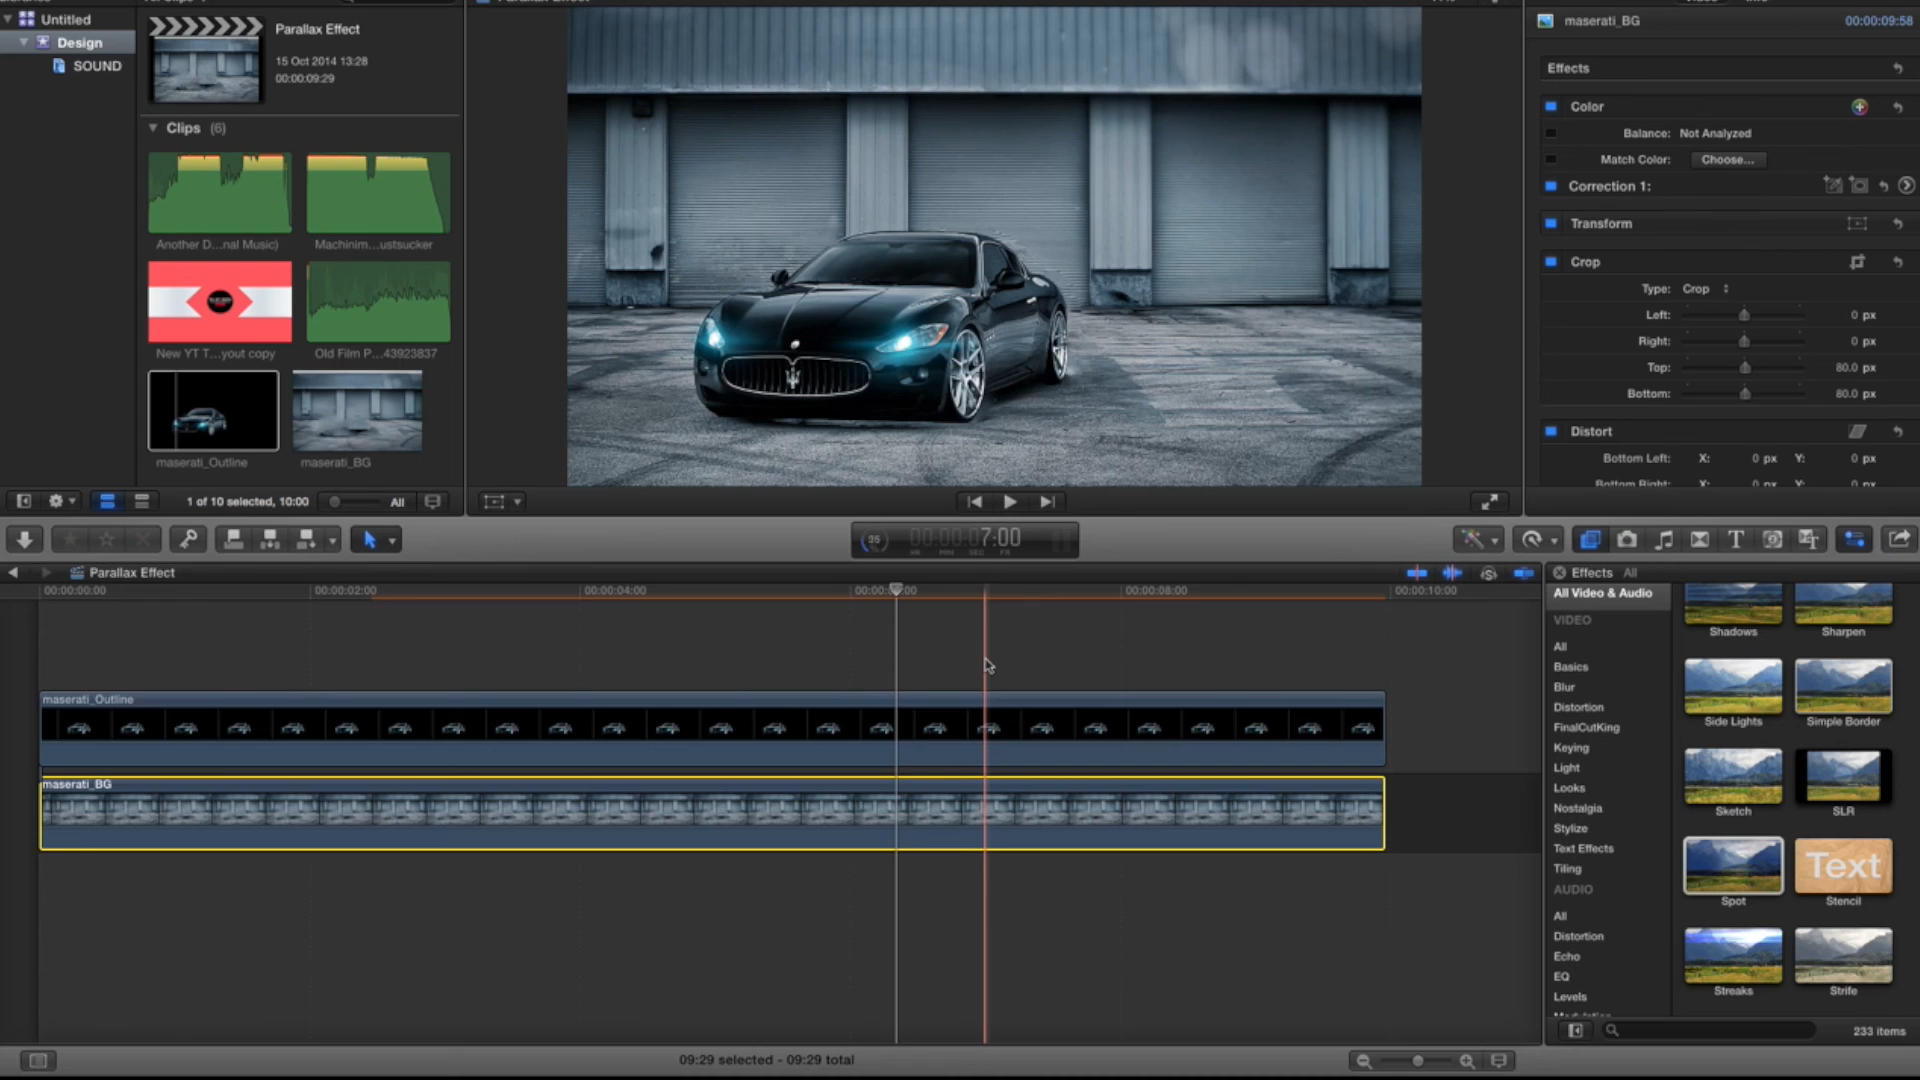 Untitled
Design
SOUND
Parallax Effect
15 Oct 2014 13:28
00:00:09:29
Clips (6)
Another D...nal Music)
Machinim...ustsucker
New YT T...yout copy
Old Film P...43923837
maserati_Outline
maserati_BG
1 of 10 selected, 10:00
All
maserati_BG
00:00:09:58
Effects
Color
Balance: Not Analyzed
Match Color: Choose...
Correction 1:
Transform
Crop
Type: Crop
Left: 0 px
Right: 0 px
Top: 80.0 px
Bottom: 80.0 px
Distort
Bottom Left: X: 0 px Y: 0 px
Bottom Right: X: 0 px Y: 0 px
25
00:00:07:00
HR MIN SEC FR
Parallax Effect
00:00:00:00
00:00:02:00
00:00:04:00
00:00:08:00
00:00:10:00
maserati_Outline
maserati_BG
Effects All
All Video & Audio
VIDEO
All
Basics
Blur
Distortion
FinalCutKing
Keying
Light
Looks
Nostalgia
Stylize
Text Effects
Tiling
AUDIO
All
Distortion
Echo
EQ
Levels
Shadows
Sharpen
Side Lights
Simple Border
Sketch
SLR
Spot
Text
Stencil
Streaks
Strife
233 items
09:29 selected - 09:29 total